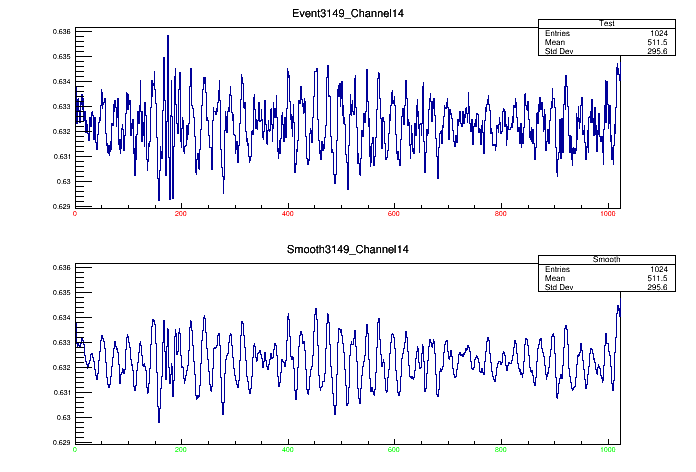 Event3149_Channel14
Test
Entries 1024
Mean 511.5
Std Dev 295.6
0.636
0.635
0.634
0.633
0.632
0.631
0.63
0.629
0 200 400 600 800 1000
Smooth3149_Channel14
Smooth
Entries 1024
Mean 511.5
Std Dev 295.6
0.636
0.635
0.634
0.633
0.632
0.631
0.63
0.629
0 200 400 600 800 1000